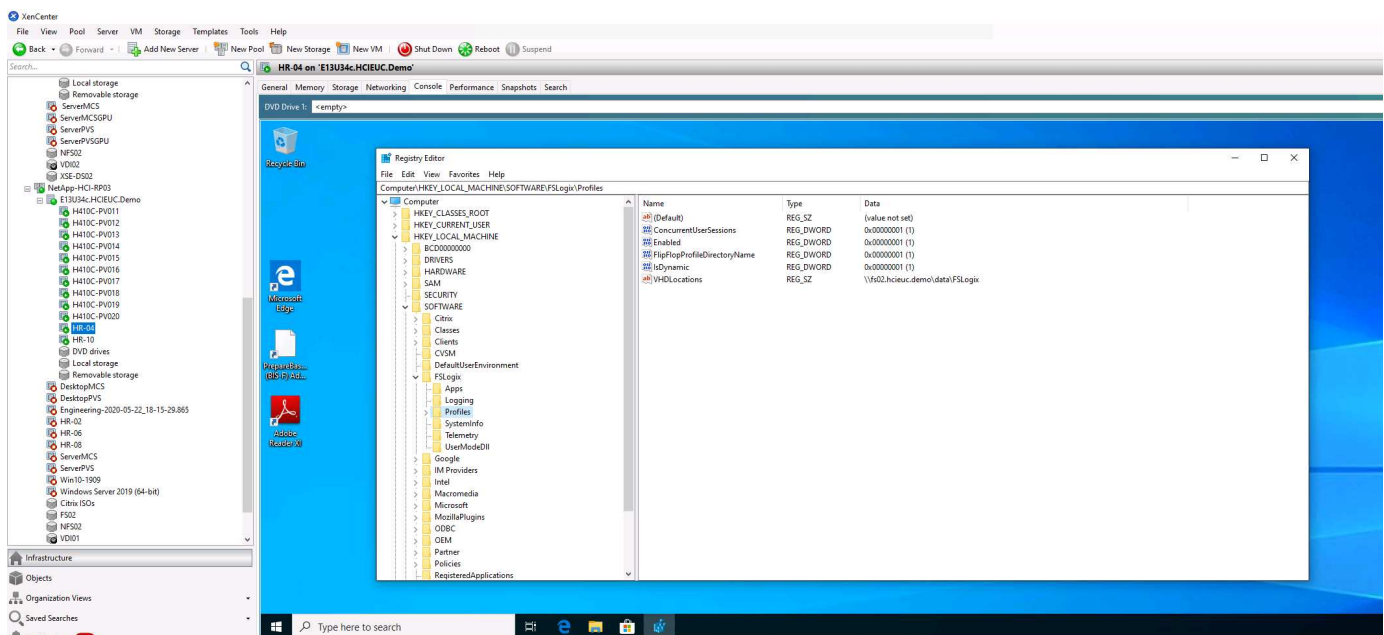 XenCenter
File View Pool Server VM Storage Templates Tools Help
Back Forward Add New Server New Pool New Storage New VM Shut Down Reboot Suspend
Search...
Local storage
Removable storage
ServerMCS
ServerMCSGPU
ServerPVS
ServerPVSGPU
NFS02
VDI02
XSE-DS02
NetApp-HCI-RP03
E13U34c.HCIEUC.Demo
H410C-PV011
H410C-PV012
H410C-PV013
H410C-PV014
H410C-PV015
H410C-PV016
H410C-PV017
H410C-PV018
H410C-PV019
H410C-PV020
HR-04
HR-10
DVD drives
Local storage
Removable storage
DesktopMCS
DesktopPVS
Engineering-2020-05-22_18-15-29.865
HR-02
HR-06
HR-08
ServerMCS
ServerPVS
Win10-1909
Windows Server 2019 (64-bit)
Citrix ISOs
FS02
NFS02
VDI01
Infrastructure
Objects
Organization Views
Saved Searches
HR-04 on 'E13U34c.HCIEUC.Demo'
General Memory Storage Networking Console Performance Snapshots Search
DVD Drive 1: <empty>
Recycle Bin
Microsoft
Edge
PrepareBas...
(BIS-F) Ad...
Adobe
Reader XI
Registry Editor
File Edit View Favorites Help
Computer\HKEY_LOCAL_MACHINE\SOFTWARE\FSLogix\Profiles
Computer
HKEY_CLASSES_ROOT
HKEY_CURRENT_USER
HKEY_LOCAL_MACHINE
BCD00000000
DRIVERS
HARDWARE
SAM
SECURITY
SOFTWARE
Citrix
Classes
Clients
CVSM
DefaultUserEnvironment
FSLogix
Apps
Logging
Profiles
SystemInfo
Telemetry
UserModeDll
Google
IM Providers
Intel
Macromedia
Microsoft
MozillaPlugins
ODBC
OEM
Partner
Policies
RegisteredApplications
Name Type Data
(Default) REG_SZ (value not set)
ConcurrentUserSessions REG_DWORD 0x00000001 (1)
Enabled REG_DWORD 0x00000001 (1)
FlipFlopProfileDirectoryName REG_DWORD 0x00000001 (1)
IsDynamic REG_DWORD 0x00000001 (1)
VHDLocations REG_SZ \\fs02.hcieuc.demo\data\FSLogix
Type here to search